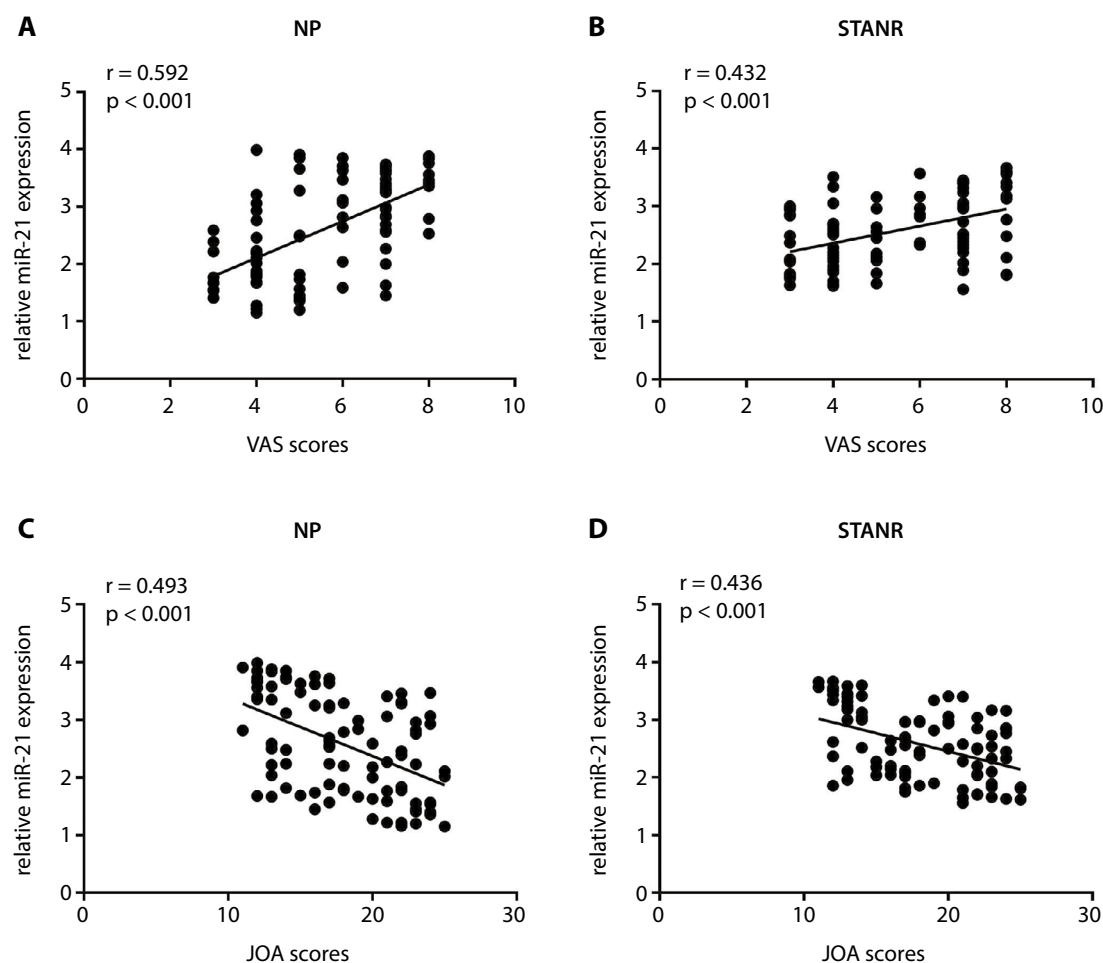 A
NP
r = 0.592
p < 0.001
relative miR-21 expression
5
4
3
2
1
0
0 2 4 6 8 10
VAS scores
B
STANR
r = 0.432
p < 0.001
relative miR-21 expression
5
4
3
2
1
0
0 2 4 6 8 10
VAS scores
C
NP
r = 0.493
p < 0.001
relative miR-21 expression
5
4
3
2
1
0
0 10 20 30
JOA scores
D
STANR
r = 0.436
p < 0.001
relative miR-21 expression
5
4
3
2
1
0
0 10 20 30
JOA scores